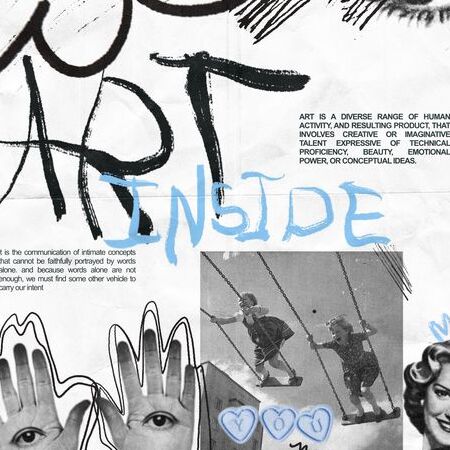 ART
INSIDE
ART IS A DIVERSE RANGE OF HUMAN
ACTIVITY, AND RESULTING PRODUCT, THAT
INVOLVES CREATIVE OR IMAGINATIVE
TALENT EXPRESSIVE OF TECHNICAL
PROFICIENCY, BEAUTY, EMOTIONAL
POWER, OR CONCEPTUAL IDEAS.
t is the communication of intimate concepts
that cannot be faithfully portrayed by words
alone. and because words alone are not
enough, we must find some other vehicle to
carry our intent
YOU